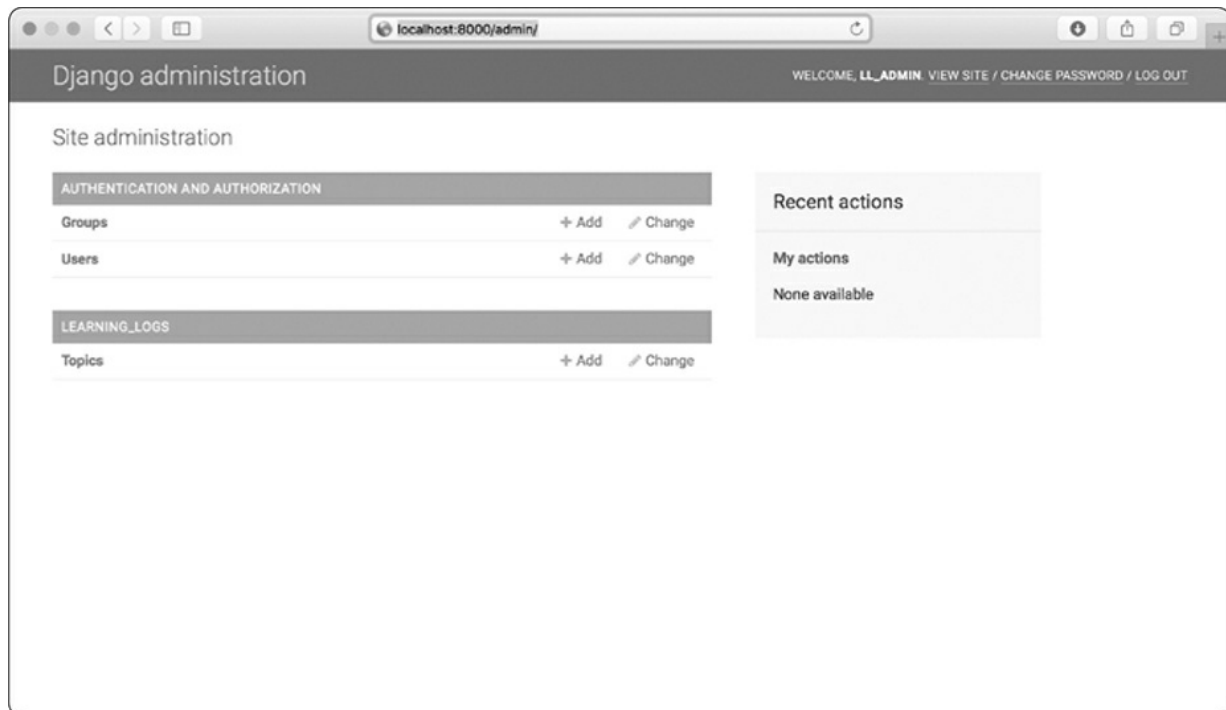 localhost:8000/admin/
Django administration
WELCOME, LL_ADMIN. VIEW SITE / CHANGE PASSWORD / LOG OUT
Site administration
AUTHENTICATION AND AUTHORIZATION
Groups + Add Change
Users + Add Change
LEARNING_LOGS
Topics + Add Change
Recent actions
My actions
None available